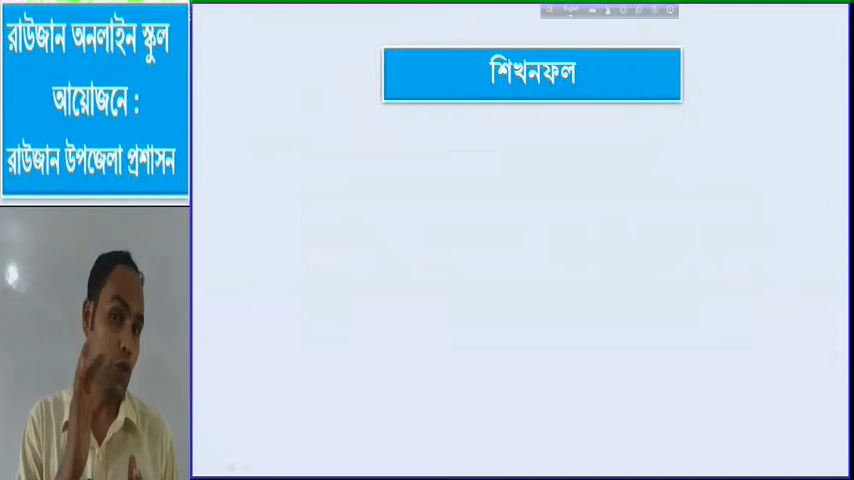 রাউজান অনলাইন স্কুল
আয়োজনে :
রাউজান উপজেলা প্রশাসন
শিখনফল